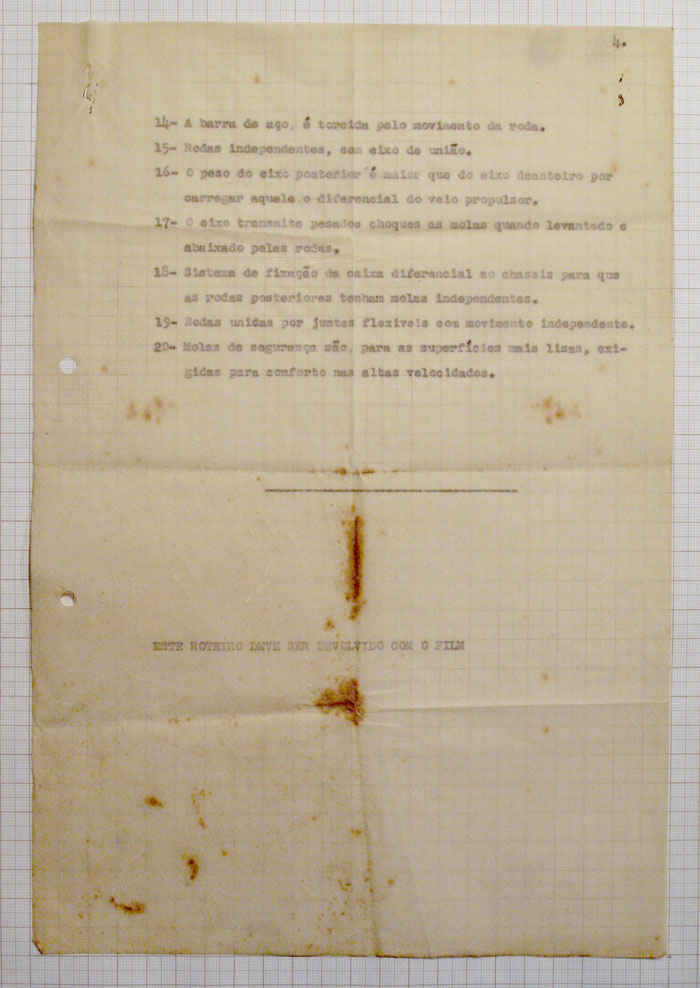 4.
14- A barra de aço, é torcida pelo movimento da roda.
15- Rodas independentes, sem eixo de união.
16- O peso do eixo posterior é maior que do eixo deanteiro por
carregar aquele o diferencial do veio propulsor.
17- O eixo transmite pesados choques as molas quando levantado e
abaixado pelas rodas.
18- Sistema de fixação da caixa diferencial ao chassis para que
as rodas posteriores tenham molas independentes.
19- Rodas unidas por juntas flexiveis com movimento independente.
20- Molas de segurança são, para as superfícies mais lisas, exi-
gidas para conforto nas altas velocidades.
ESTE ROTEIRO DEVE SER DEVOLVIDO COM O FILM